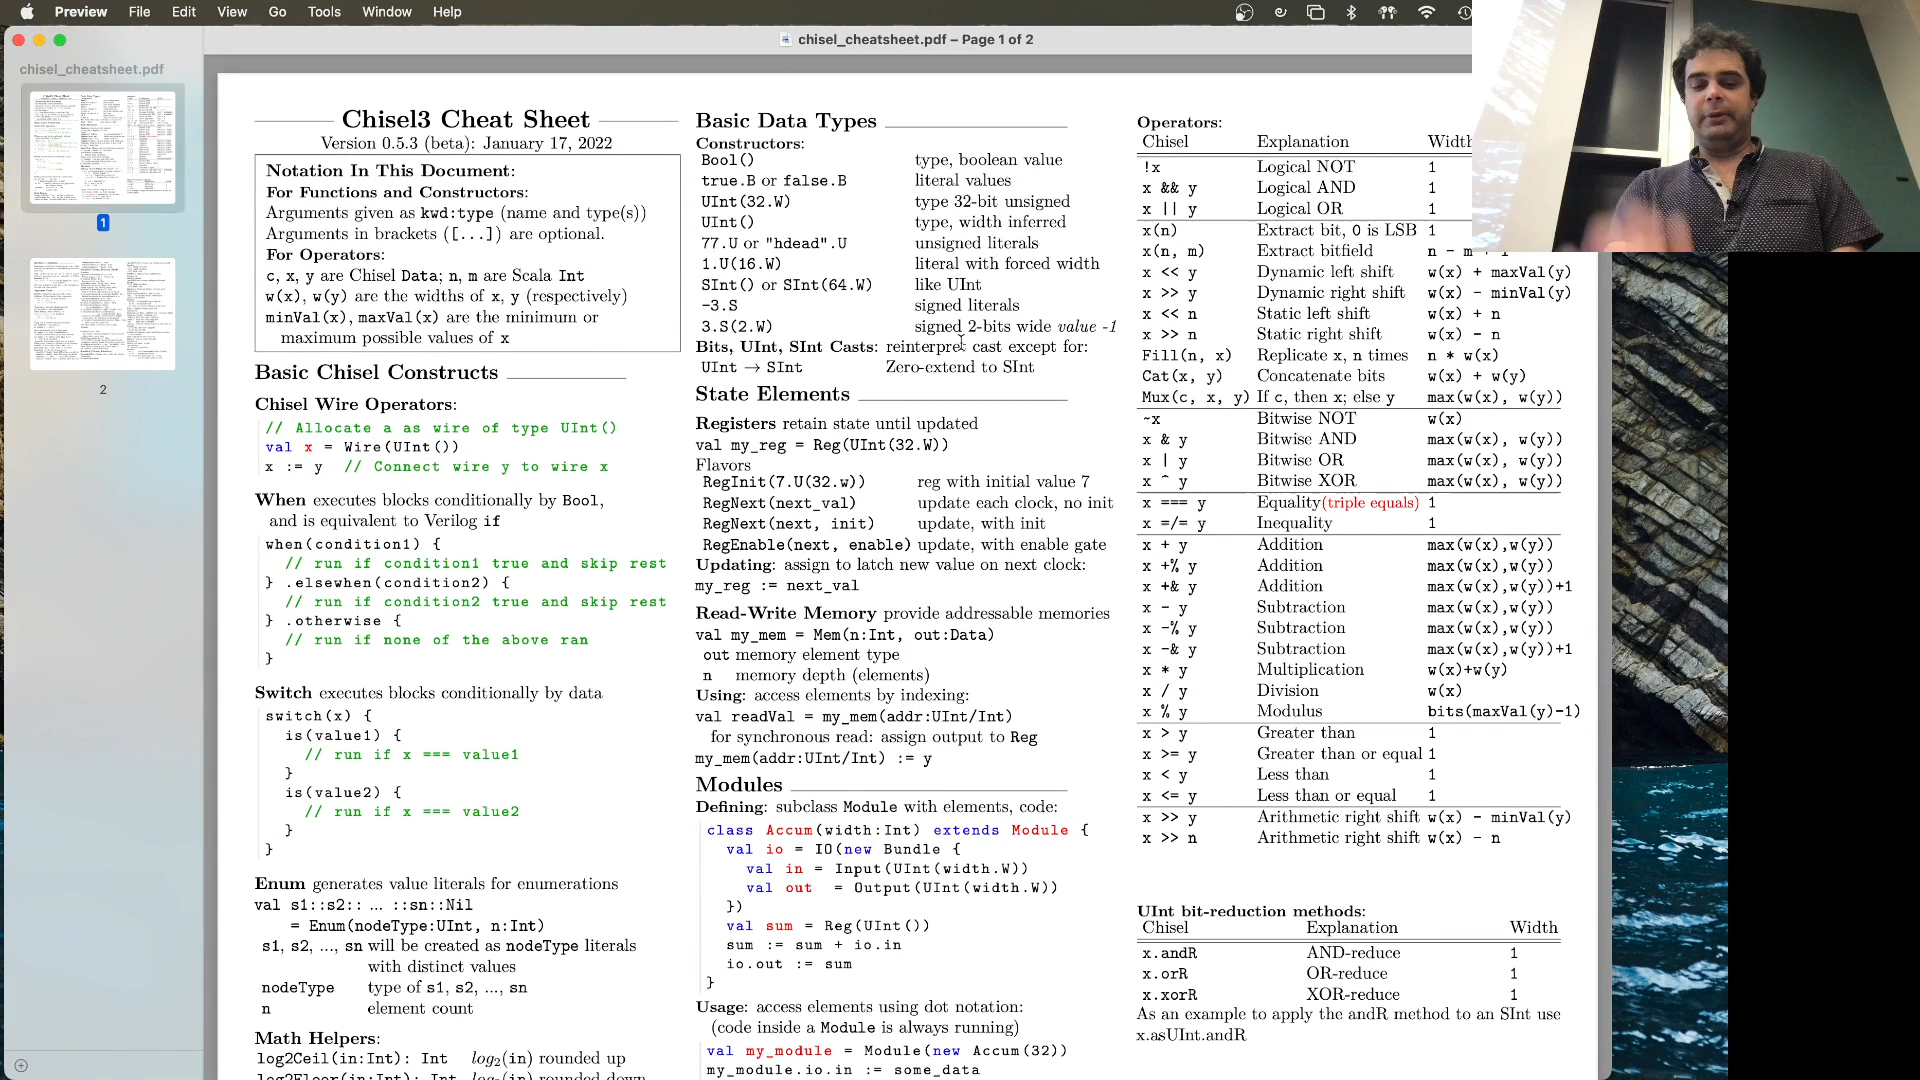 Preview File Edit View Go Tools Window Help
chisel_cheatsheet.pdf – Page 1 of 2
chisel_cheatsheet.pdf
1
2
Chisel3 Cheat Sheet
Version 0.5.3 (beta): January 17, 2022
Notation In This Document:
For Functions and Constructors:
Arguments given as kwd:type (name and type(s))
Arguments in brackets ([...]) are optional.
For Operators:
c, x, y are Chisel Data; n, m are Scala Int
w(x), w(y) are the widths of x, y (respectively)
minVal(x), maxVal(x) are the minimum or
maximum possible values of x
Basic Chisel Constructs
Chisel Wire Operators:
// Allocate a as wire of type UInt()
val x = Wire(UInt())
x := y // Connect wire y to wire x
When executes blocks conditionally by Bool,
and is equivalent to Verilog if
when(condition1) {
// run if condition1 true and skip rest
} .elsewhen(condition2) {
// run if condition2 true and skip rest
} .otherwise {
// run if none of the above ran
}
Switch executes blocks conditionally by data
switch(x) {
is(value1) {
// run if x === value1
}
is(value2) {
// run if x === value2
}
}
Enum generates value literals for enumerations
val s1::s2:: ... ::sn::Nil
= Enum(nodeType:UInt, n:Int)
s1, s2, ..., sn will be created as nodeType literals
with distinct values
nodeType type of s1, s2, ..., sn
n element count
Math Helpers:
log2Ceil(in:Int): Int log2(in) rounded up
log2Floor(in:Int): Int log2(in) rounded down
Basic Data Types
Constructors:
Bool() type, boolean value
true.B or false.B literal values
UInt(32.W) type 32-bit unsigned
UInt() type, width inferred
77.U or "hdead".U unsigned literals
1.U(16.W) literal with forced width
SInt() or SInt(64.W) like UInt
-3.S signed literals
3.S(2.W) signed 2-bits wide value -1
Bits, UInt, SInt Casts: reinterpret cast except for:
UInt → SInt Zero-extend to SInt
State Elements
Registers retain state until updated
val my_reg = Reg(UInt(32.W))
Flavors
RegInit(7.U(32.w)) reg with initial value 7
RegNext(next_val) update each clock, no init
RegNext(next, init) update, with init
RegEnable(next, enable) update, with enable gate
Updating: assign to latch new value on next clock:
my_reg := next_val
Read-Write Memory provide addressable memories
val my_mem = Mem(n:Int, out:Data)
out memory element type
n memory depth (elements)
Using: access elements by indexing:
val readVal = my_mem(addr:UInt/Int)
for synchronous read: assign output to Reg
my_mem(addr:UInt/Int) := y
Modules
Defining: subclass Module with elements, code:
class Accum(width:Int) extends Module {
val io = IO(new Bundle {
val in = Input(UInt(width.W))
val out = Output(UInt(width.W))
})
val sum = Reg(UInt())
sum := sum + io.in
io.out := sum
}
Usage: access elements using dot notation:
(code inside a Module is always running)
val my_module = Module(new Accum(32))
my_module.io.in := some_data
Operators:
Chisel Explanation Width
!x Logical NOT 1
x && y Logical AND 1
x || y Logical OR 1
x(n) Extract bit, 0 is LSB 1
x(n, m) Extract bitfield n - m + 1
x << y Dynamic left shift w(x) + maxVal(y)
x >> y Dynamic right shift w(x) - minVal(y)
x << n Static left shift w(x) + n
x >> n Static right shift w(x) - n
Fill(n, x) Replicate x, n times n * w(x)
Cat(x, y) Concatenate bits w(x) + w(y)
Mux(c, x, y) If c, then x; else y max(w(x), w(y))
~x Bitwise NOT w(x)
x & y Bitwise AND max(w(x), w(y))
x | y Bitwise OR max(w(x), w(y))
x ^ y Bitwise XOR max(w(x), w(y))
x === y Equality(triple equals) 1
x =/= y Inequality 1
x + y Addition max(w(x),w(y))
x +% y Addition max(w(x),w(y))
x +& y Addition max(w(x),w(y))+1
x - y Subtraction max(w(x),w(y))
x -% y Subtraction max(w(x),w(y))
x -& y Subtraction max(w(x),w(y))+1
x * y Multiplication w(x)+w(y)
x / y Division w(x)
x % y Modulus bits(maxVal(y)-1)
x > y Greater than 1
x >= y Greater than or equal 1
x < y Less than 1
x <= y Less than or equal 1
x >> y Arithmetic right shift w(x) - minVal(y)
x >> n Arithmetic right shift w(x) - n
UInt bit-reduction methods:
Chisel Explanation Width
x.andR AND-reduce 1
x.orR OR-reduce 1
x.xorR XOR-reduce 1
As an example to apply the andR method to an SInt use
x.asUInt.andR